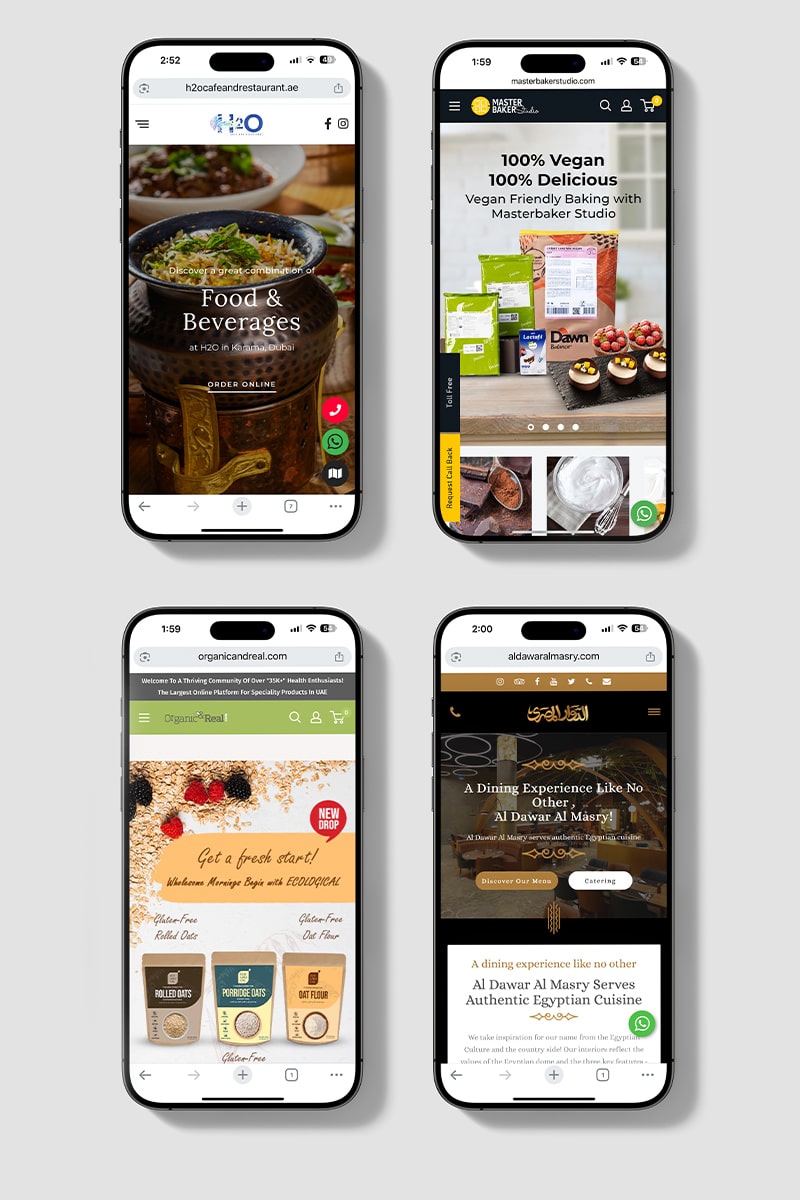 2:52
h2ocafeandrestaurant.ae
H2O
Discover a great combination of
Food &
Beverages
at H2O in Karama, Dubai
ORDER ONLINE
7
1:59
masterbakerstudio.com
MASTER
BAKER Studio
100% Vegan
100% Delicious
Vegan Friendly Baking with
Masterbaker Studio
Dawn
Balance
Toll Free
Request Call Back
1:59
organicandreal.com
Welcome To A Thriving Community Of Over "35K+" Health Enthusiasts!
The Largest Online Platform For Speciality Products In UAE
Organic & Real
0
NEW
DROP
Get a fresh start!
Wholesome Mornings Begin with ECOLOGICAL
Gluten-Free
Rolled Oats
Gluten-Free
Oat Flour
ROLLED OATS
PORRIDGE OATS
OAT FLOUR
Gluten-Free
1
2:00
aldawaralmasry.com
الدوار المصري
A Dining Experience Like No
Other ,
Al Dawar Al Masry!
Al Dawar Al Masry serves authentic Egyptian cuisine
Discover Our Menu
Catering
A dining experience like no other
Al Dawar Al Masry Serves
Authentic Egyptian Cuisine
We take inspiration for our name from the Egyptian
Culture and the country side! Our interiors reflect the
values of the Egyptian dome and the three key features -
1